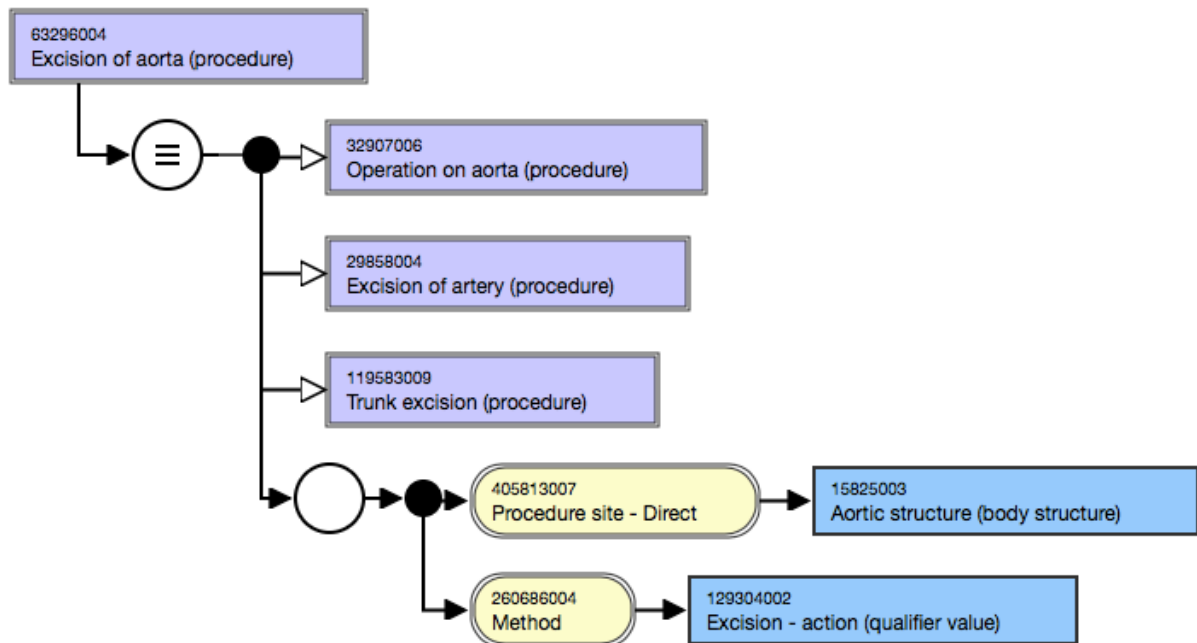 63296004
Excision of aorta (procedure)
32907006
Operation on aorta (procedure)
29858004
Excision of artery (procedure)
119583009
Trunk excision (procedure)
405813007
Procedure site - Direct
15825003
Aortic structure (body structure)
260686004
Method
129304002
Excision - action (qualifier value)